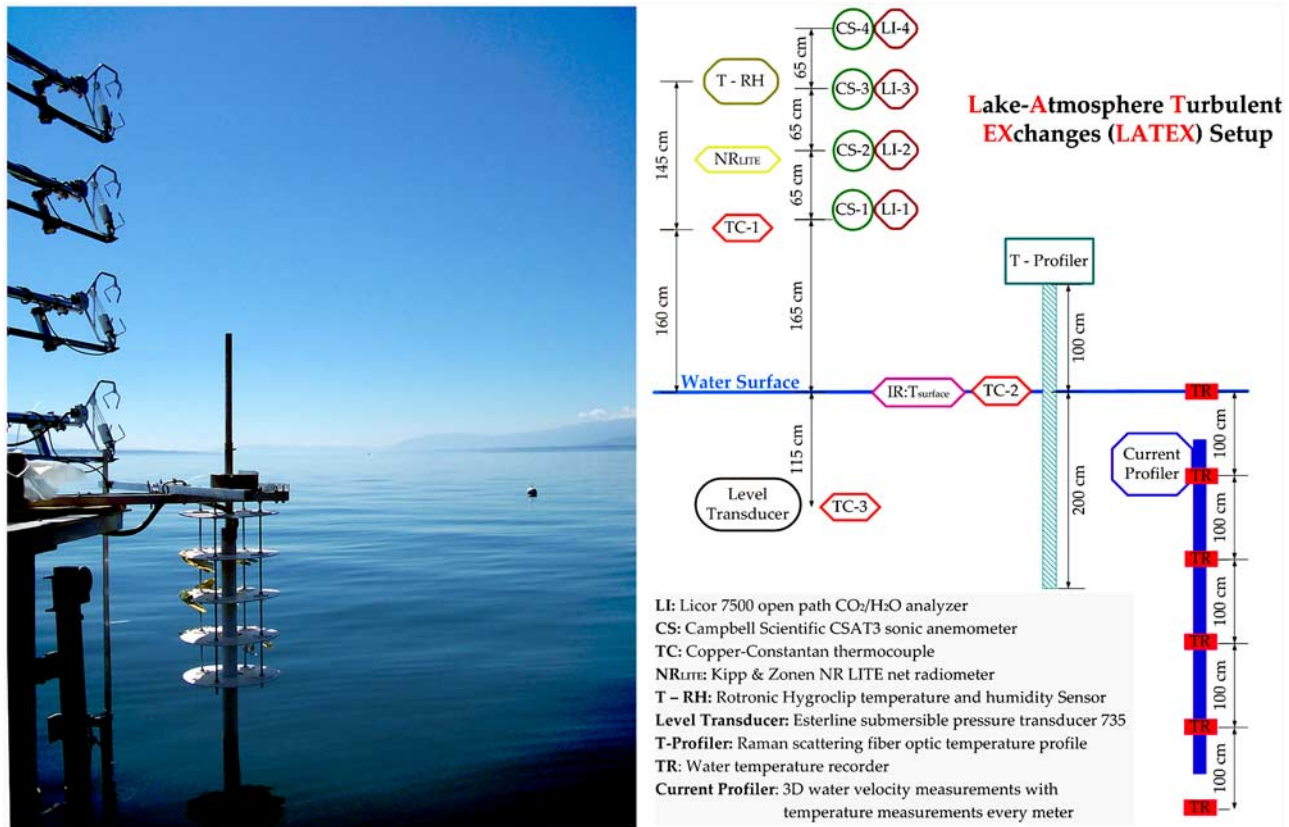 CS-4 LI-4
65 cm
T - RH
CS-3 LI-3
Lake-Atmosphere Turbulent
EXchanges (LATEX) Setup
65 cm
145 cm
NRLITE
CS-2 LI-2
65 cm
CS-1 LI-1
TC-1
T - Profiler
160 cm
165 cm
100 cm
Water Surface
IR:Tsurface
TC-2
TR
115 cm
100 cm
Current
Profiler
TR
Level
Transducer
TC-3
200 cm
100 cm
TR
100 cm
TR
100 cm
TR
100 cm
TR
LI: Licor 7500 open path CO2/H2O analyzer
CS: Campbell Scientific CSAT3 sonic anemometer
TC: Copper-Constantan thermocouple
NRLITE: Kipp & Zonen NR LITE net radiometer
T – RH: Rotronic Hygroclip temperature and humidity Sensor
Level Transducer: Esterline submersible pressure transducer 735
T-Profiler: Raman scattering fiber optic temperature profile
TR: Water temperature recorder
Current Profiler: 3D water velocity measurements with
temperature measurements every meter